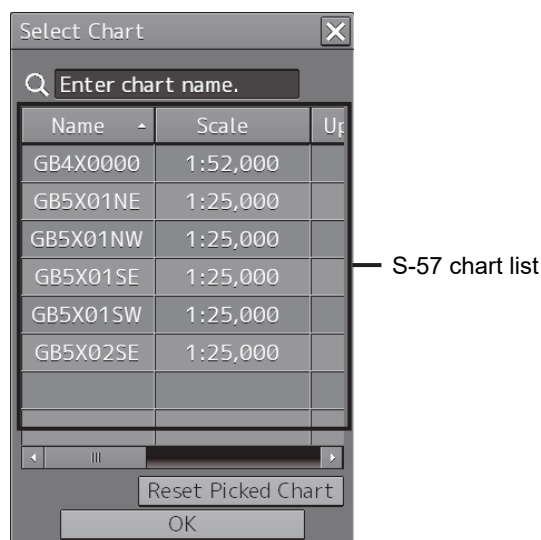 Select Chart
Enter chart name.
Name Scale Up
GB4X0000 1:52,000
GB5X01NE 1:25,000
GB5X01NW 1:25,000
GB5X01SE 1:25,000
S-57 chart list
GB5X01SW 1:25,000
GB5X02SE 1:25,000
Reset Picked Chart
OK